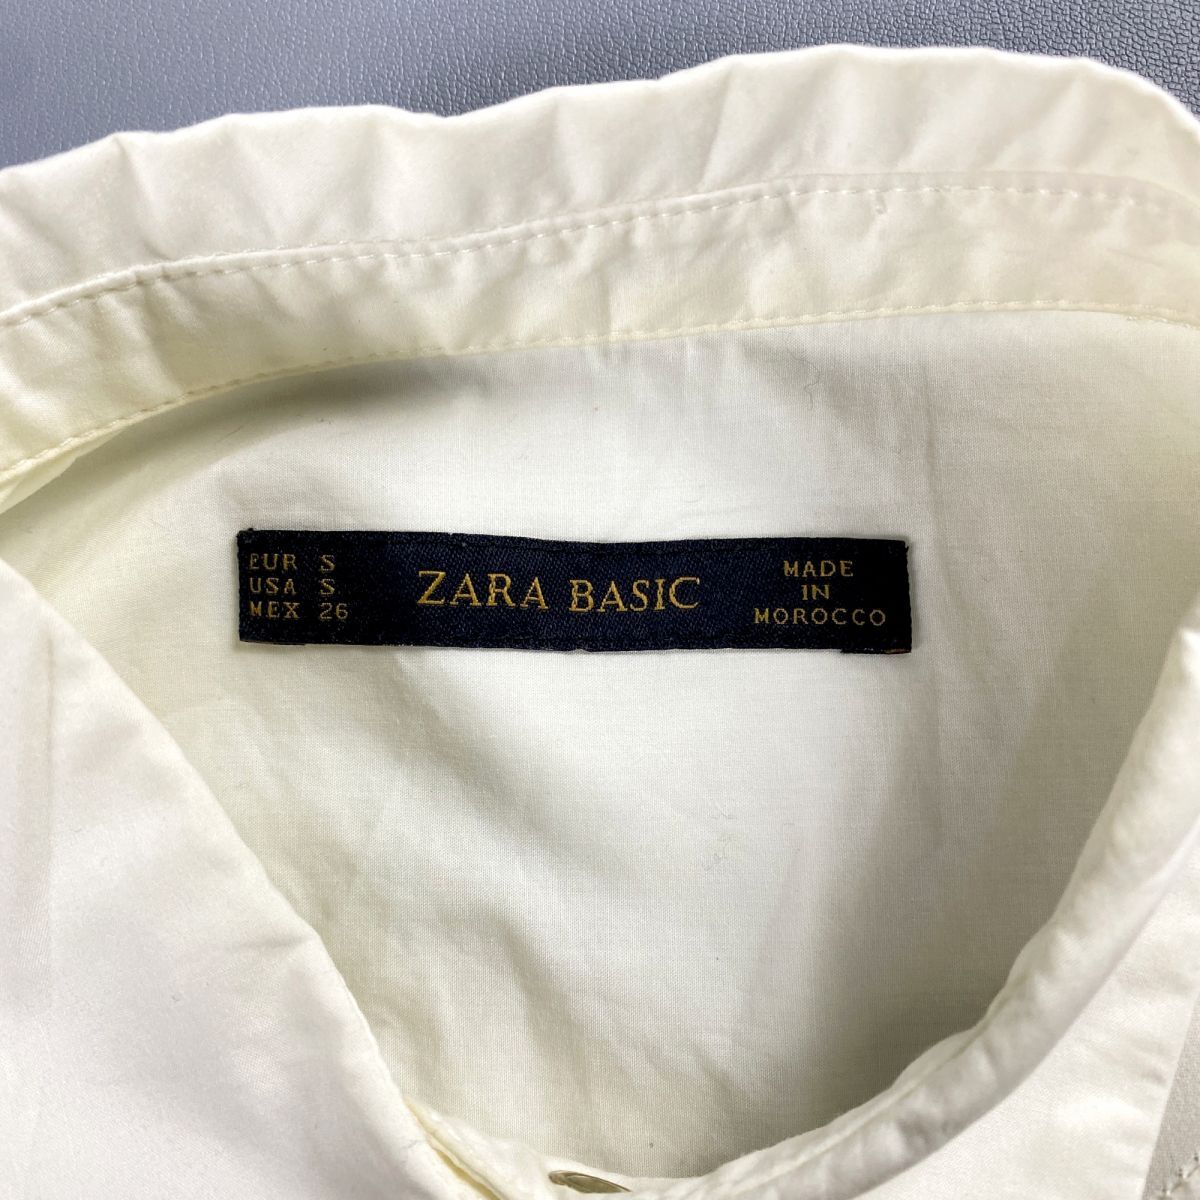 EUR S
USA S
MEX 26
ZARA BASIC
MADE
IN
MOROCCO